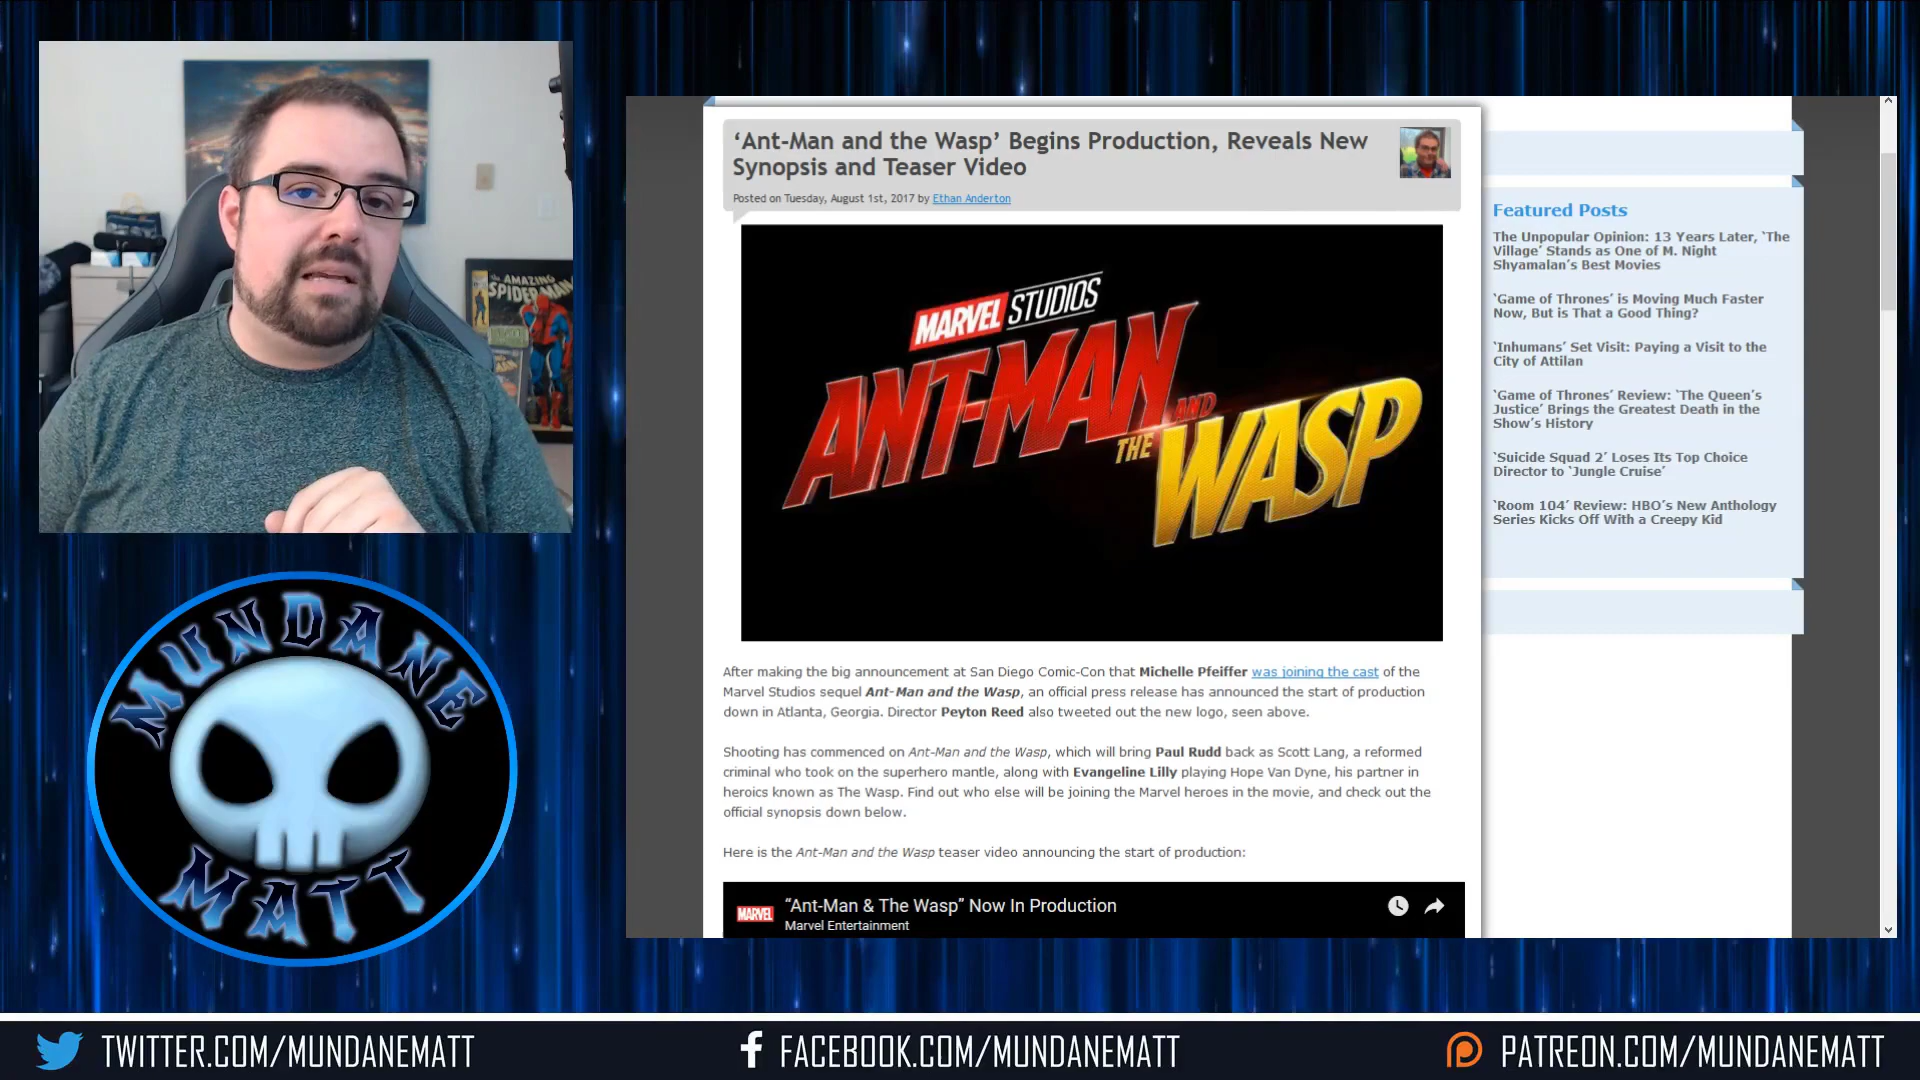 THE AMAZING
SPIDER-MAN
MUNDANE
MATT
‘Ant-Man and the Wasp’ Begins Production, Reveals New
Synopsis and Teaser Video
Posted on Tuesday, August 1st, 2017 by Ethan Anderton
MARVEL STUDIOS
ANT-MAN
AND
THE WASP
After making the big announcement at San Diego Comic-Con that Michelle Pfeiffer was joining the cast of the
Marvel Studios sequel Ant-Man and the Wasp, an official press release has announced the start of production
down in Atlanta, Georgia. Director Peyton Reed also tweeted out the new logo, seen above.
Shooting has commenced on Ant-Man and the Wasp, which will bring Paul Rudd back as Scott Lang, a reformed
criminal who took on the superhero mantle, along with Evangeline Lilly playing Hope Van Dyne, his partner in
heroics known as The Wasp. Find out who else will be joining the Marvel heroes in the movie, and check out the
official synopsis down below.
Here is the Ant-Man and the Wasp teaser video announcing the start of production:
MARVEL
“Ant-Man & The Wasp” Now In Production
Marvel Entertainment
Featured Posts
The Unpopular Opinion: 13 Years Later, ‘The
Village’ Stands as One of M. Night
Shyamalan’s Best Movies
‘Game of Thrones’ is Moving Much Faster
Now, But is That a Good Thing?
‘Inhumans’ Set Visit: Paying a Visit to the
City of Attilan
‘Game of Thrones’ Review: ‘The Queen’s
Justice’ Brings the Greatest Death in the
Show’s History
‘Suicide Squad 2’ Loses Its Top Choice
Director to ‘Jungle Cruise’
‘Room 104’ Review: HBO’s New Anthology
Series Kicks Off With a Creepy Kid
TWITTER.COM/MUNDANEMATT
FACEBOOK.COM/MUNDANEMATT
PATREON.COM/MUNDANEMATT